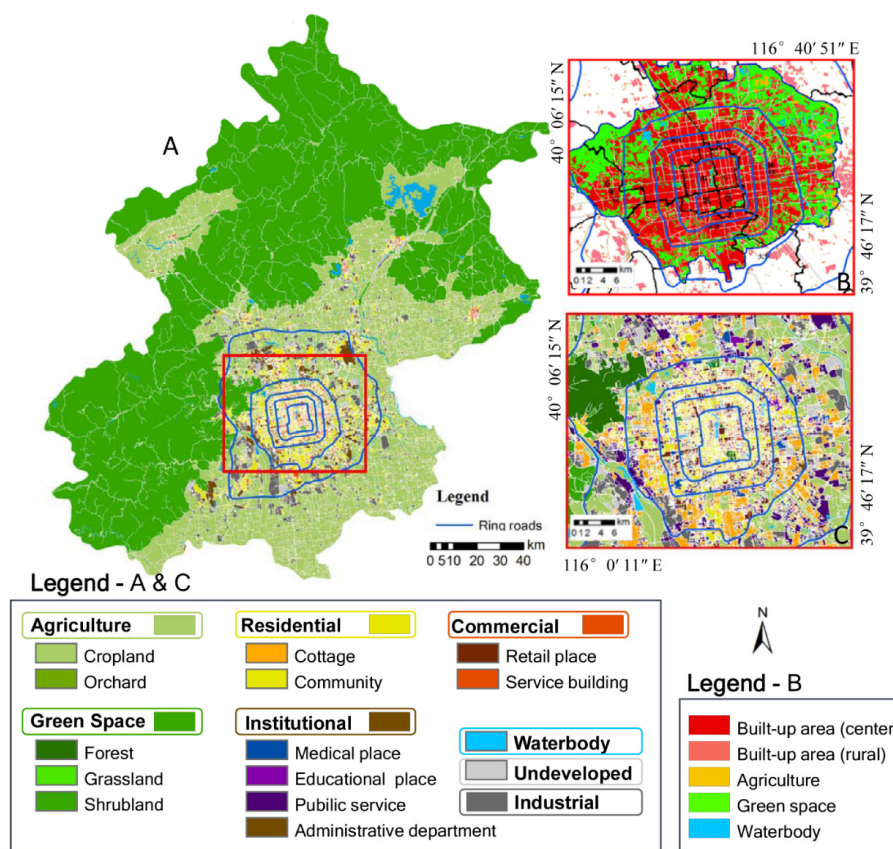 A
116° 40′ 51″ E
40° 06′ 15″ N
39° 46′ 17″ N
0 1 2 4 6 km
B
40° 06′ 15″ N
39° 46′ 17″ N
0 1 2 4 6 km
C
116° 0′ 11″ E
Legend
Ring roads
km
0 5 10 20 30 40
Legend - A & C
Agriculture
Cropland
Orchard
Green Space
Forest
Grassland
Shrubland
Residential
Cottage
Community
Institutional
Medical place
Educational place
Pubilic service
Administrative department
Commercial
Retail place
Service building
Waterbody
Undeveloped
Industrial
N
Legend - B
Built-up area (center
Built-up area (rural)
Agriculture
Green space
Waterbody